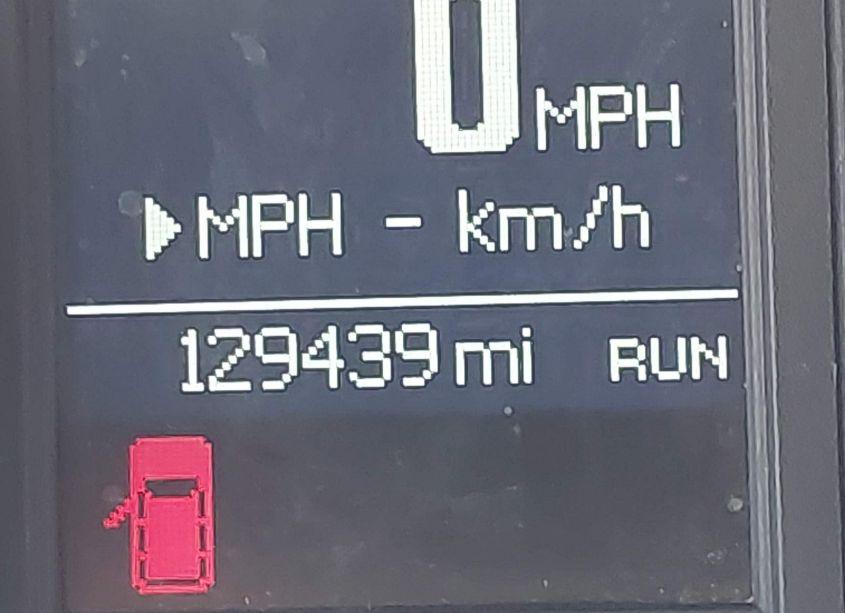 0 MPH
▶MPH - km/h
129439 mi RUN